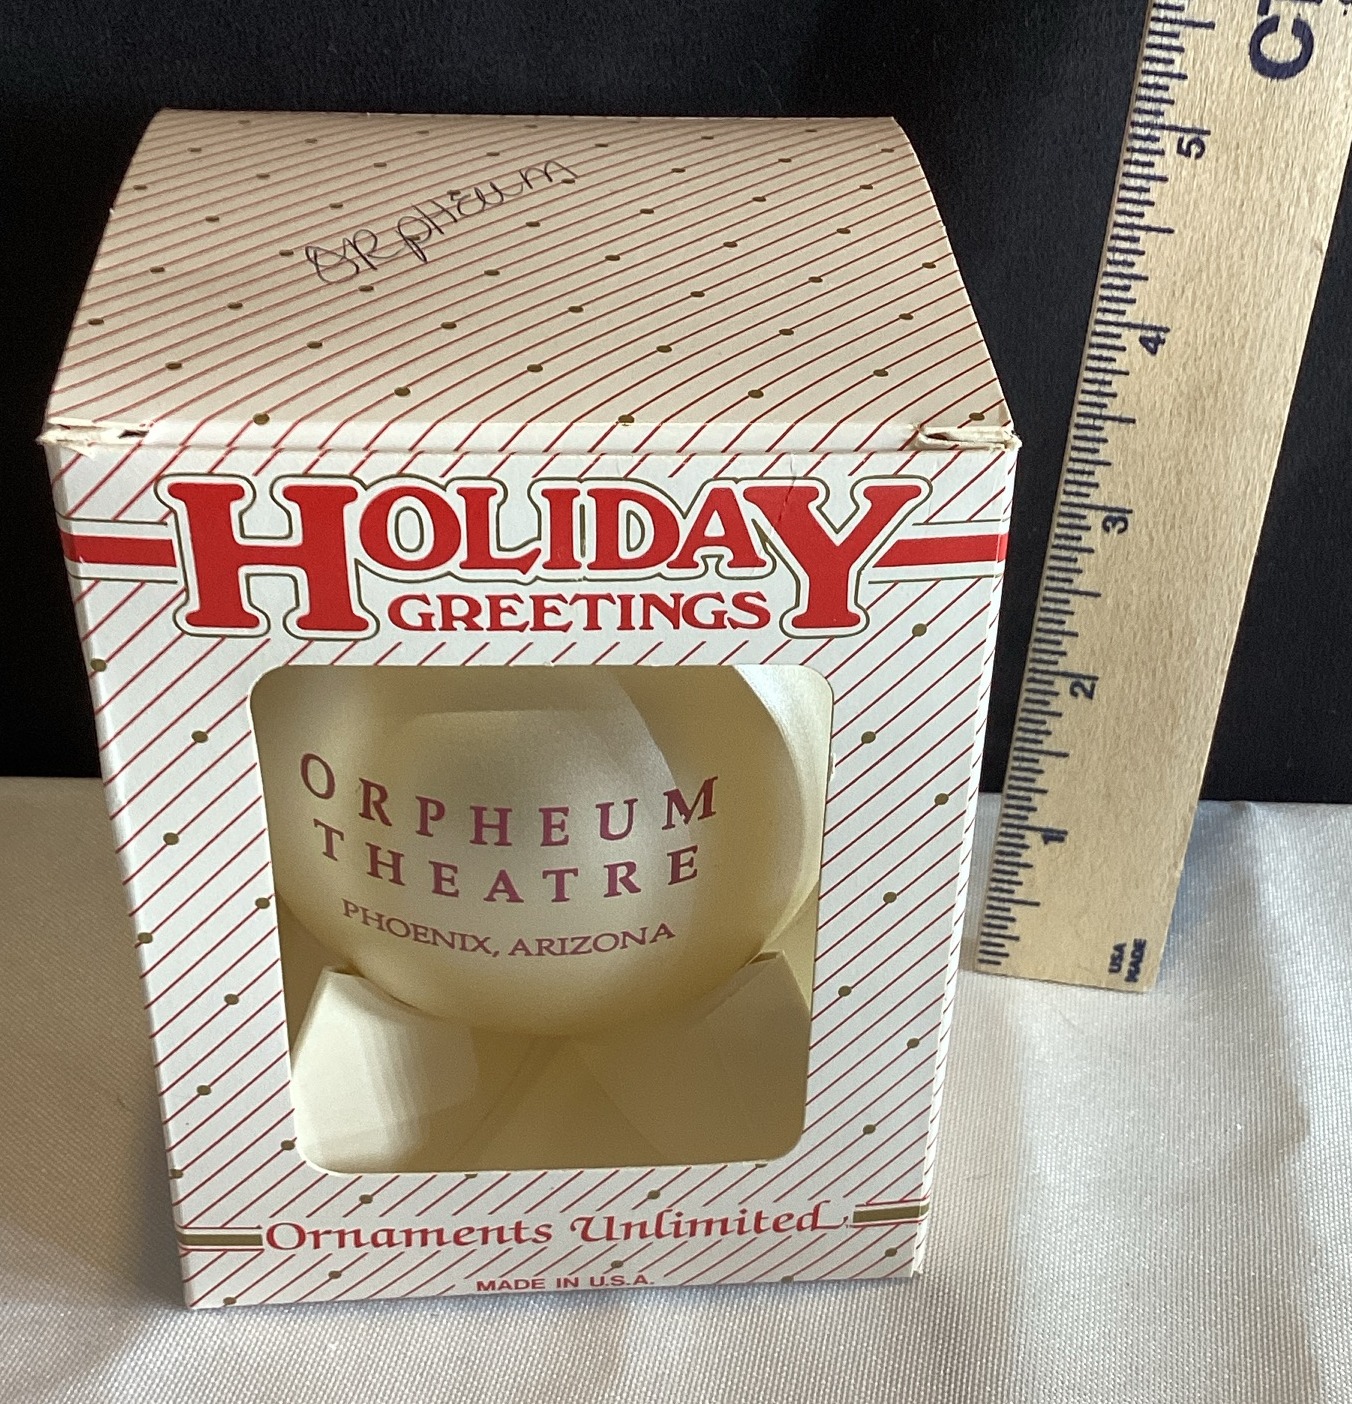 ORPHEUM
HOLIDAY
GREETINGS
ORPHEUM
THEATRE
PHOENIX, ARIZONA
Ornaments Unlimited
MADE IN U.S.A.
5
4
3
2
1
USA
MADE